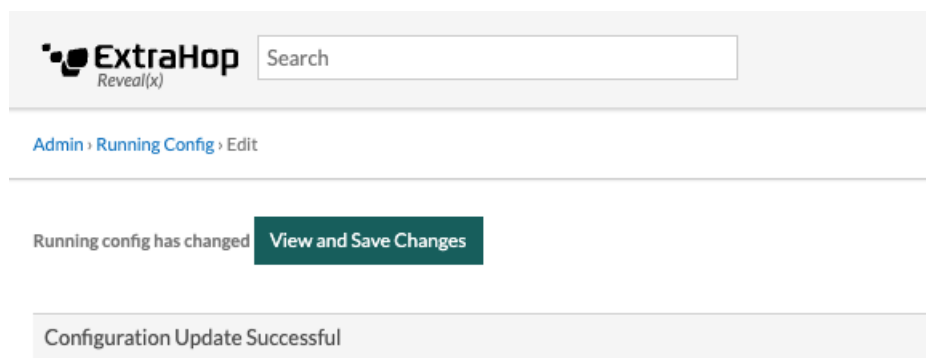 ExtraHop
Reveal(x)
Search
Admin › Running Config › Edit
Running config has changed View and Save Changes
Configuration Update Successful